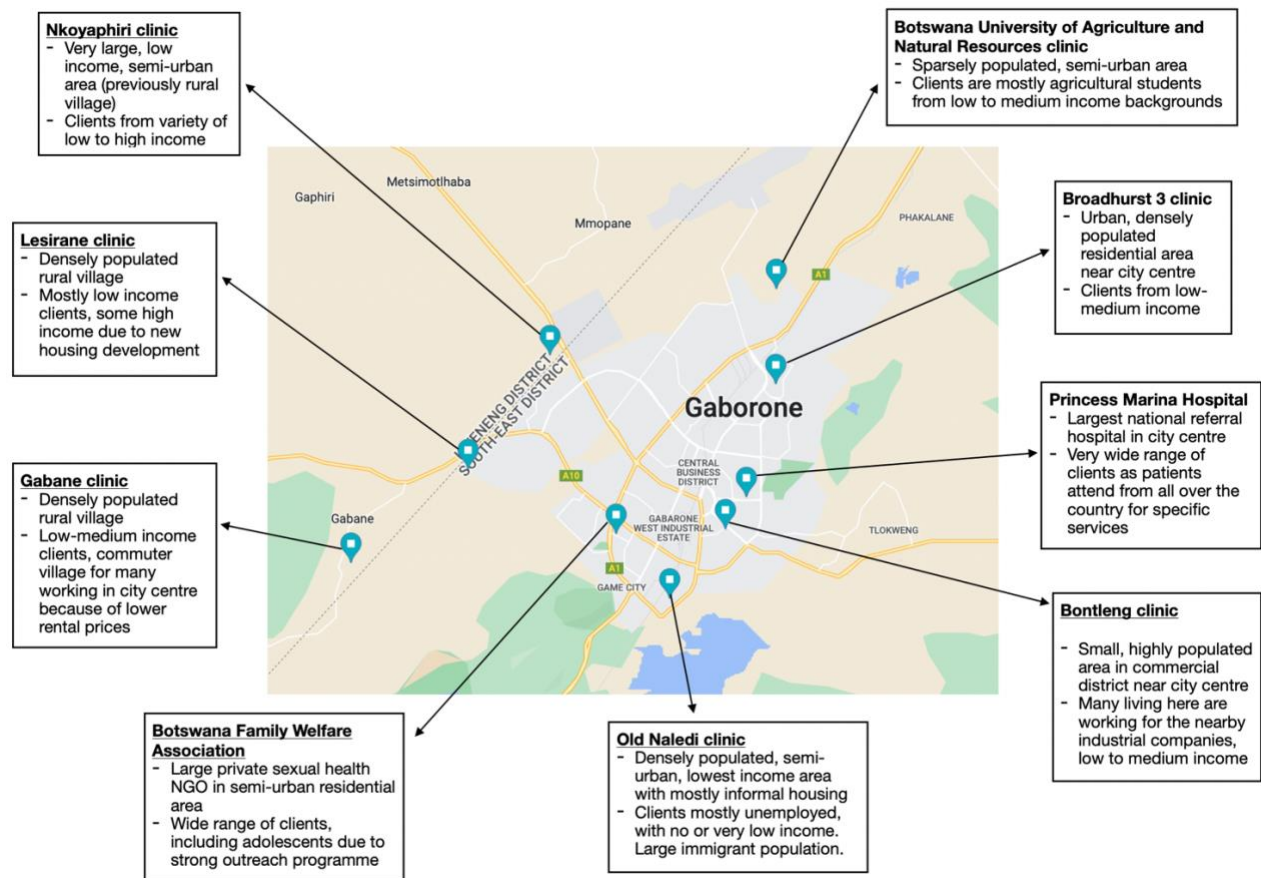 Nkoyaphiri clinic
- Very large, low
income, semi-urban
area (previously rural
village)
- Clients from variety of
low to high income
Botswana University of Agriculture and
Natural Resources clinic
- Sparsely populated, semi-urban area
- Clients are mostly agricultural students
from low to medium income backgrounds
Lesirane clinic
- Densely populated
rural village
- Mostly low income
clients, some high
income due to new
housing development
Broadhurst 3 clinic
- Urban, densely
populated
residential area
near city centre
- Clients from low-
medium income
Gabane clinic
- Densely populated
rural village
- Low-medium income
clients, commuter
village for many
working in city centre
because of lower
rental prices
Princess Marina Hospital
- Largest national referral
hospital in city centre
- Very wide range of
clients as patients
attend from all over the
country for specific
services
Metsimotlhaba
Gaphiri
Mmopane
PHAKALANE
A1
DISTRICT
SOUTH-EAST DISTRICT
Gaborone
CENTRAL
BUSINESS
DISTRICT
A10
GABARONE
WEST INDUSTRIAL
ESTATE
Gabane
TLOKWENG
A1
GAME CITY
Botswana Family Welfare
Association
- Large private sexual health
NGO in semi-urban residential
area
- Wide range of clients,
including adolescents due to
strong outreach programme
Old Naledi clinic
- Densely populated, semi-
urban, lowest income area
with mostly informal housing
- Clients mostly unemployed,
with no or very low income.
Large immigrant population.
Bontleng clinic
- Small, highly populated
area in commercial
district near city centre
- Many living here are
working for the nearby
industrial companies,
low to medium income